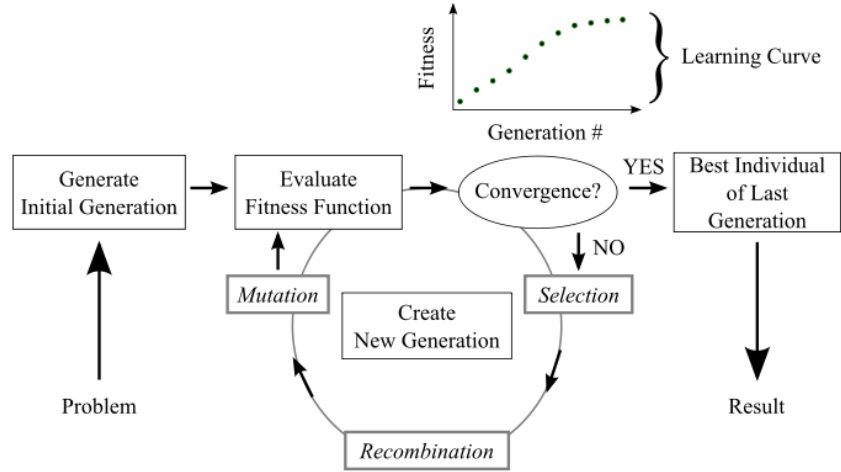 Fitness
Learning Curve
Generation #
Generate
Initial Generation
Evaluate
Fitness Function
Convergence?
YES
Best Individual
of Last
Generation
NO
Mutation
Selection
Create
New Generation
Problem
Result
Recombination